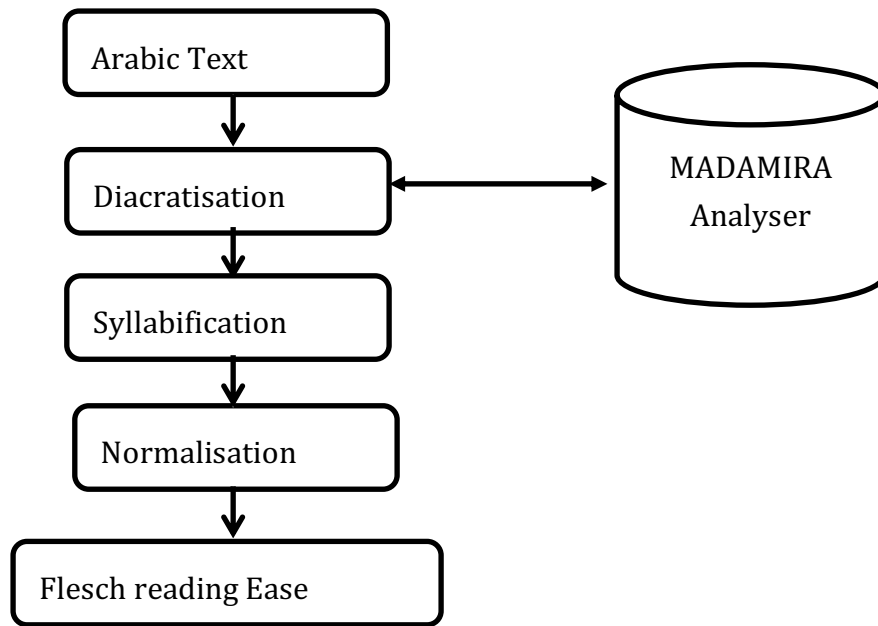 Arabic Text
Diacratisation
MADAMIRA
Analyser
Syllabification
Normalisation
Flesch reading Ease